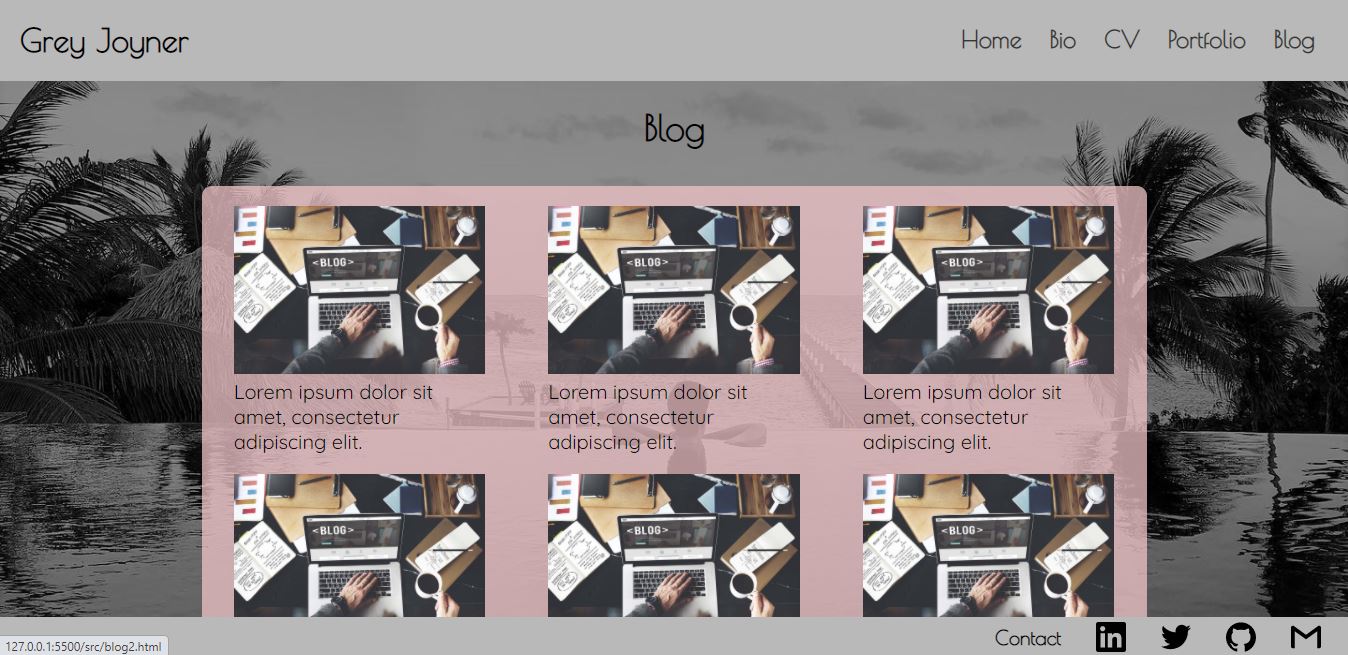 Grey Joyner
Home Bio CV Portfolio Blog
Blog
<BLOG>
<BLOG>
<BLOG>
Lorem ipsum dolor sit
amet, consectetur
adipiscing elit.
Lorem ipsum dolor sit
amet, consectetur
adipiscing elit.
Lorem ipsum dolor sit
amet, consectetur
adipiscing elit.
<BLOG>
<BLOG>
<BLOG>
Contact
127.0.0.1:5500/src/blog2.html